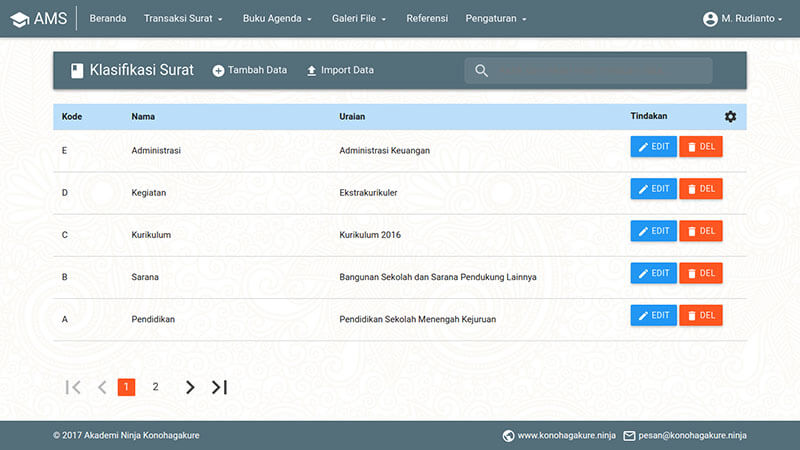 AMS Beranda Transaksi Surat Buku Agenda Galeri File Referensi Pengaturan M. Rudianto
Klasifikasi Surat Tambah Data Import Data
Kode Nama Uraian Tindakan
E Administrasi Administrasi Keuangan EDIT DEL
D Kegiatan Ekstrakurikuler EDIT DEL
C Kurikulum Kurikulum 2016 EDIT DEL
B Sarana Bangunan Sekolah dan Sarana Pendukung Lainnya EDIT DEL
A Pendidikan Pendidikan Sekolah Menengah Kejuruan EDIT DEL
1 2
© 2017 Akademi Ninja Konohagakure www.konohagakure.ninja pesan@konohagakure.ninja